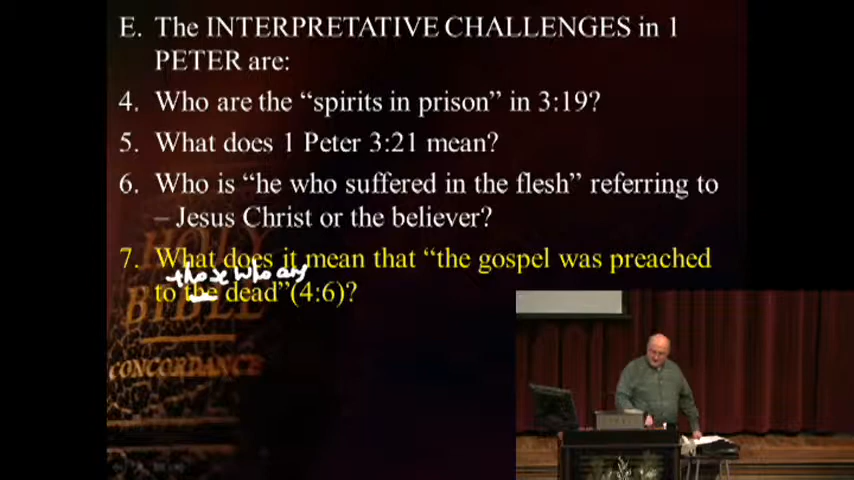 E. The INTERPRETATIVE CHALLENGES in 1
PETER are:
4. Who are the “spirits in prison” in 3:19?
5. What does 1 Peter 3:21 mean?
6. Who is “he who suffered in the flesh” referring to
– Jesus Christ or the believer?
7. What does it mean that “the gospel was preached
those who are
to the dead”(4:6)?
HOLY
BIBLE
CONCORDANCE